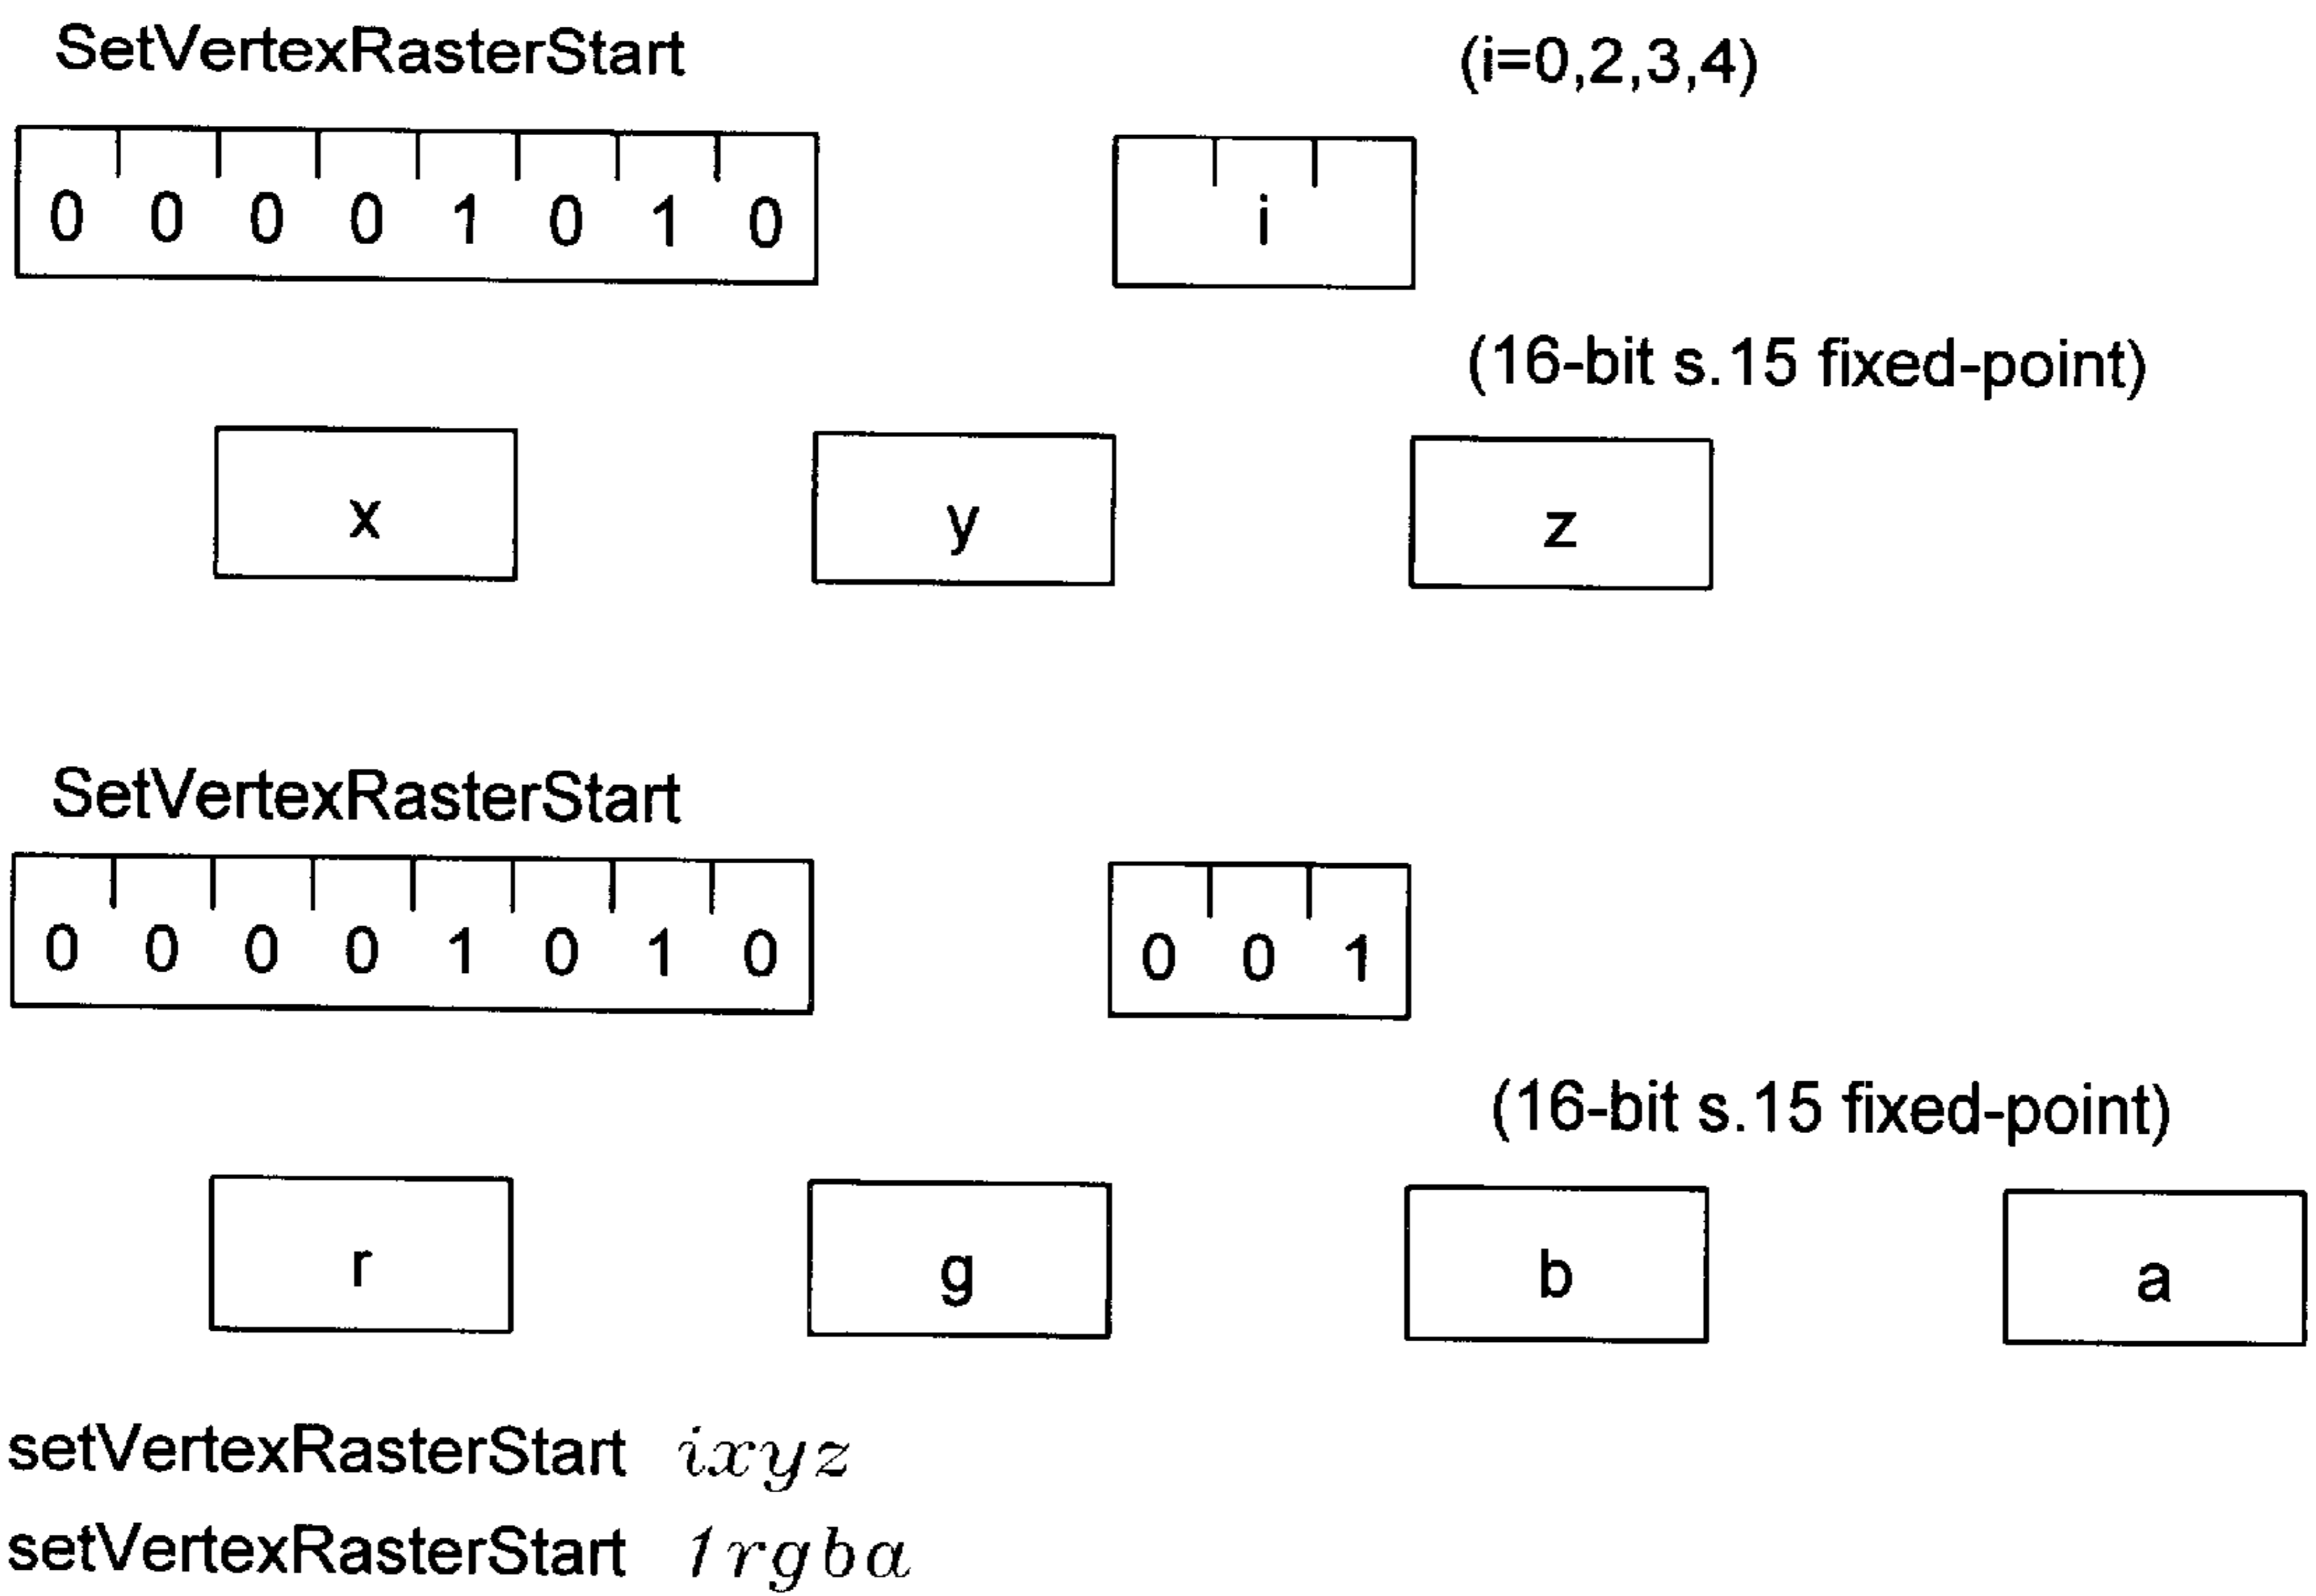 SetVertexRasterStart (i=0,2,3,4)
0 0 0 0 1 0 1 0 i
(16-bit s.15 fixed-point)
x y z
SetVertexRasterStart
0 0 0 0 1 0 1 0 0 0 1
(16-bit s.15 fixed-point)
r g b a
setVertexRasterStart ixyz
setVertexRasterStart 1rgba